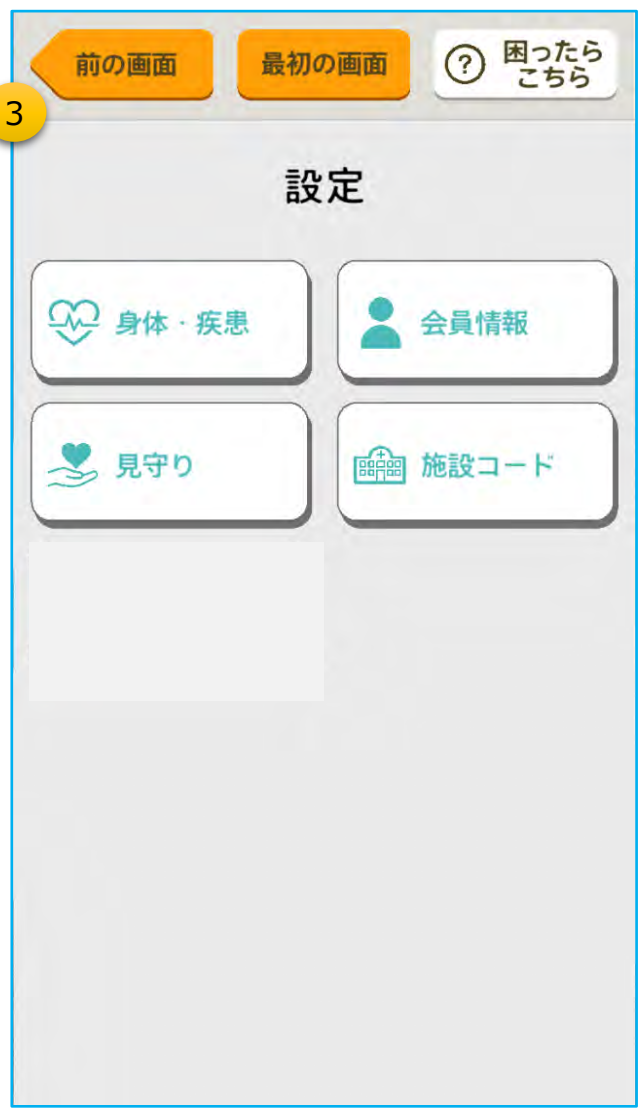 前の画面
最初の画面
? 困ったら
こちら
3
設定
身体・疾患
会員情報
見守り
施設コード